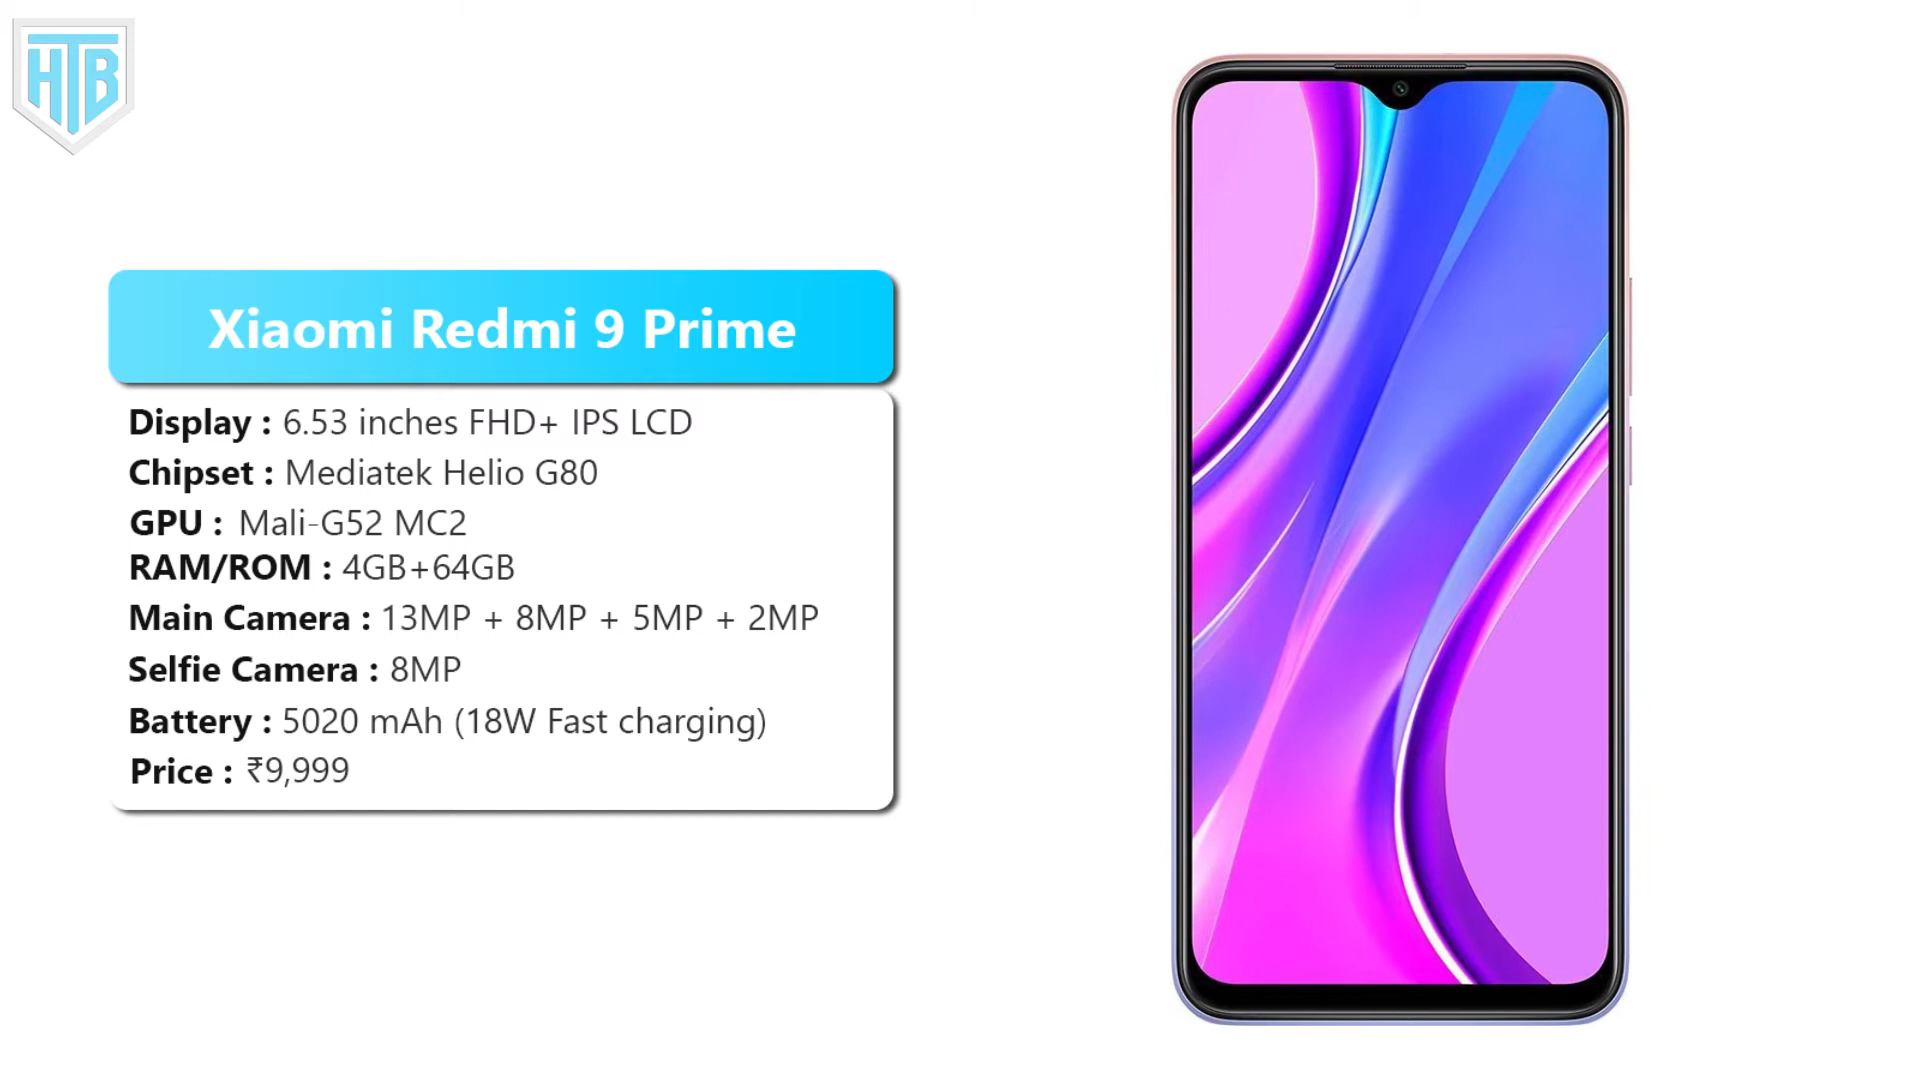 HTB
Xiaomi Redmi 9 Prime
Display : 6.53 inches FHD+ IPS LCD
Chipset : Mediatek Helio G80
GPU : Mali-G52 MC2
RAM/ROM : 4GB+64GB
Main Camera : 13MP + 8MP + 5MP + 2MP
Selfie Camera : 8MP
Battery : 5020 mAh (18W Fast charging)
Price : ₹9,999